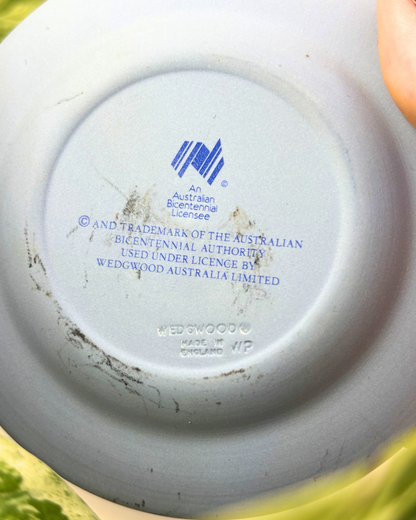 ©
An
Australian
Bicentennial
Licensee
© AND TRADEMARK OF THE AUSTRALIAN
BICENTENNIAL AUTHORITY
USED UNDER LICENCE BY
WEDGWOOD AUSTRALIA LIMITED
WEDGWOOD
MADE IN
ENGLAND WP